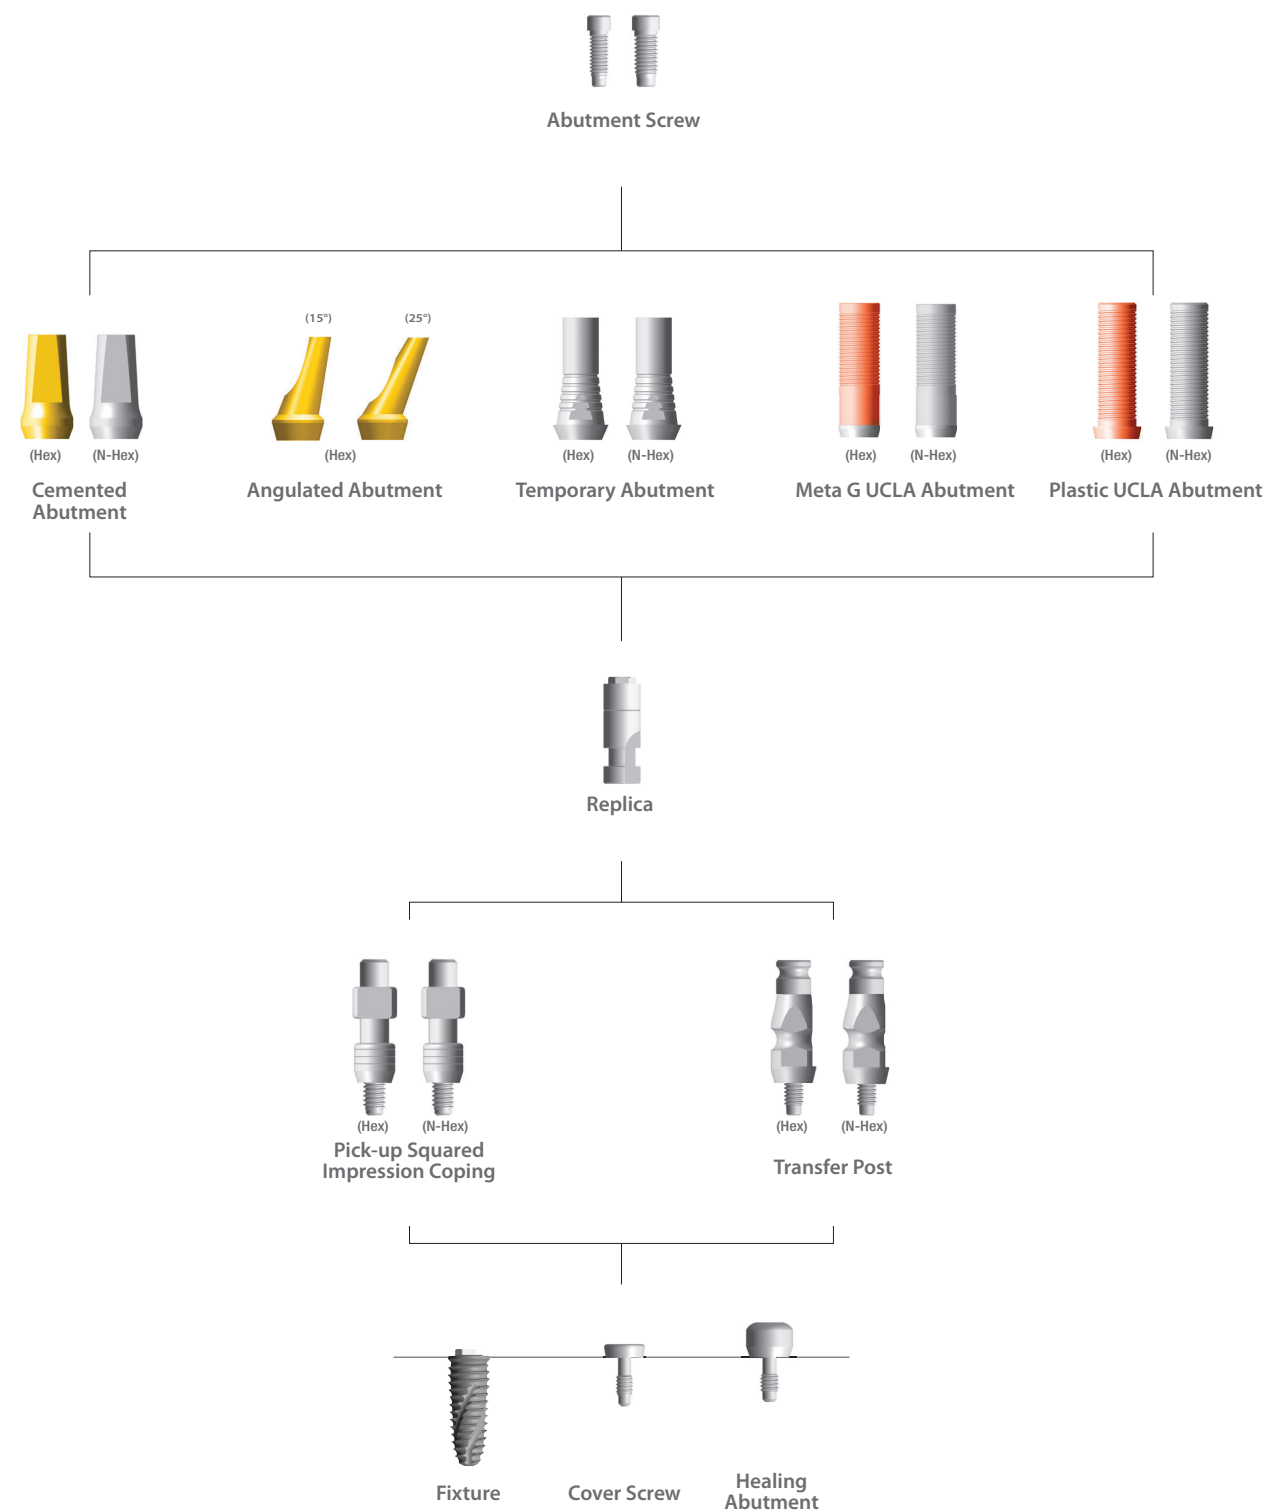 Abutment Screw
(15°) (25°)
(Hex) (N-Hex) (Hex) (Hex) (N-Hex) (Hex) (N-Hex) (Hex) (N-Hex)
Cemented
Abutment
Angulated Abutment
Temporary Abutment
Meta G UCLA Abutment
Plastic UCLA Abutment
Replica
(Hex) (N-Hex)
Pick-up Squared
Impression Coping
(Hex) (N-Hex)
Transfer Post
Fixture
Cover Screw
Healing
Abutment